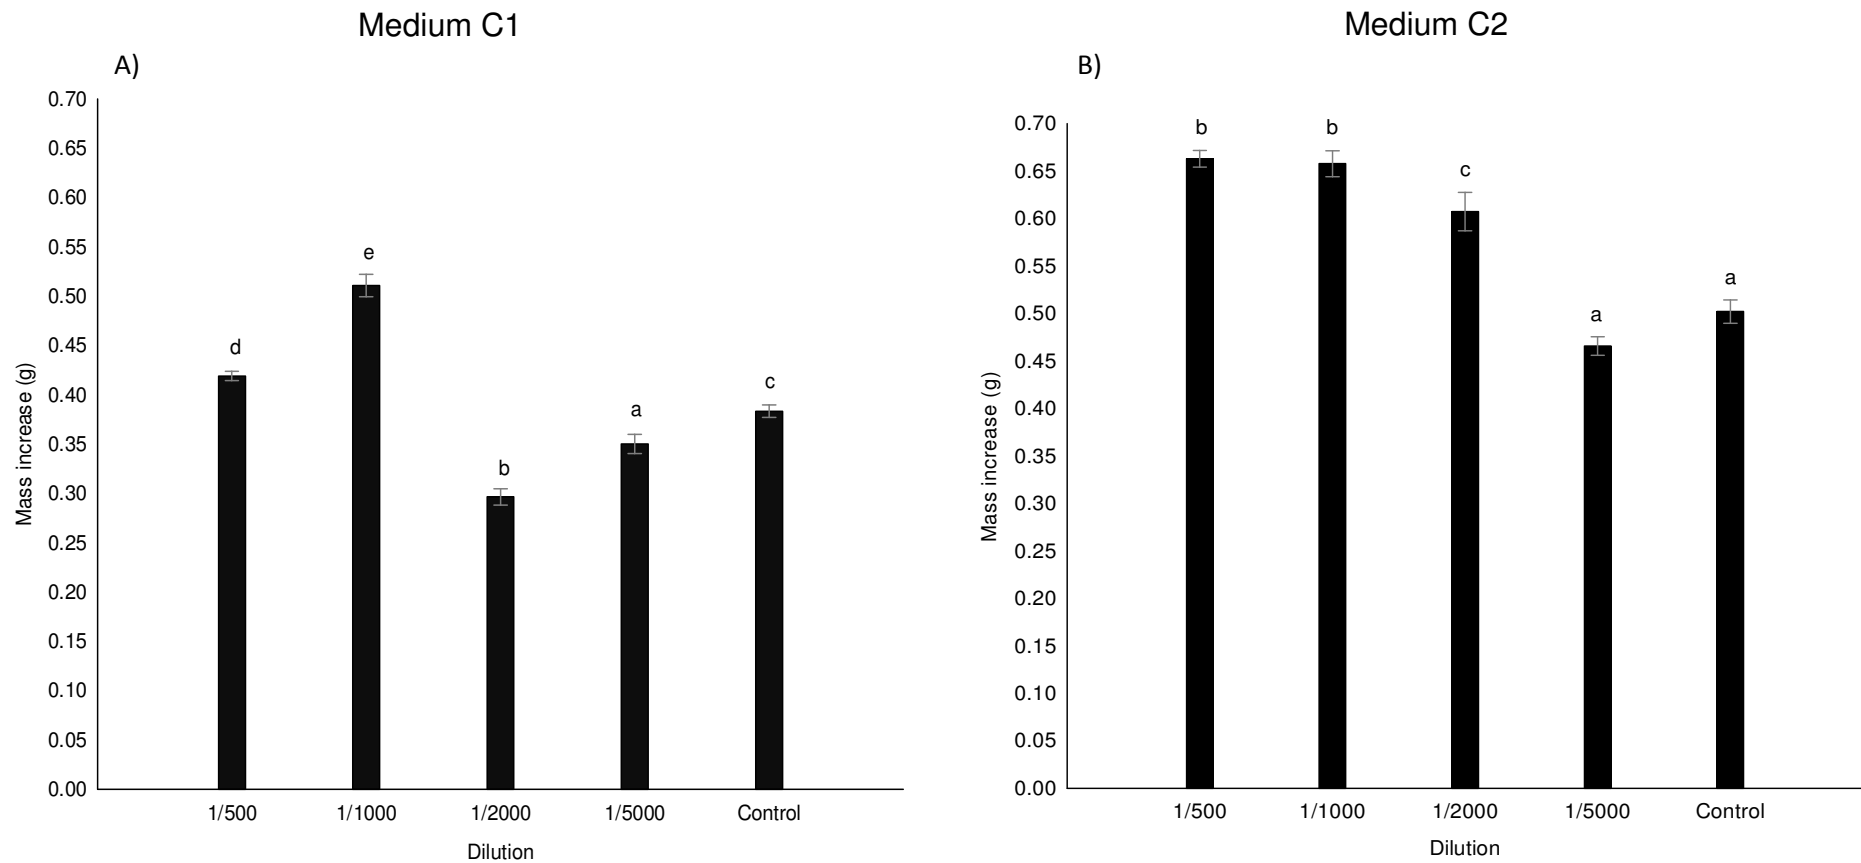 Medium C1
A)
0.70
0.65
0.60
0.55
0.50
0.45
0.40
0.35
0.30
0.25
0.20
0.15
0.10
0.05
0.00
Mass increase (g)
d
e
b
a
c
1/500 1/1000 1/2000 1/5000 Control
Dilution
Medium C2
B)
0.70
0.65
0.60
0.55
0.50
0.45
0.40
0.35
0.30
0.25
0.20
0.15
0.10
0.05
0.00
Mass increase (g)
b
b
c
a
a
1/500 1/1000 1/2000 1/5000 Control
Dilution